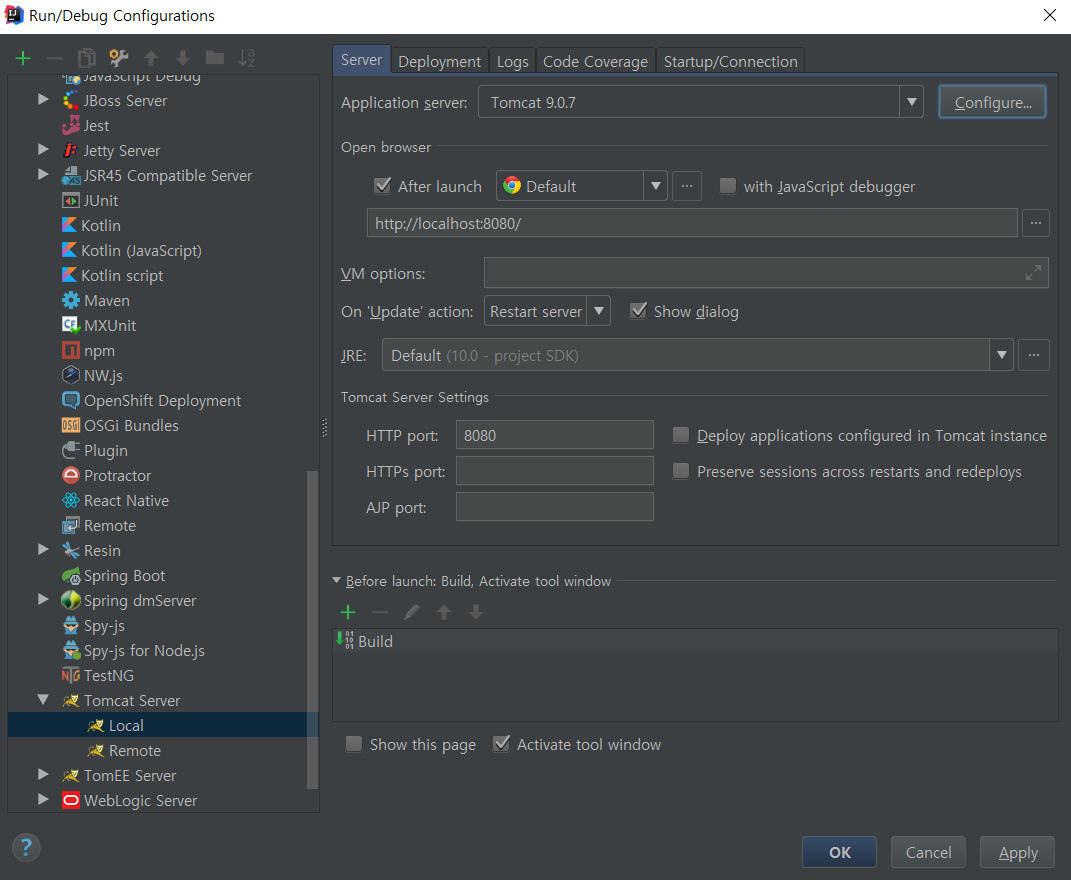 Run/Debug Configurations
JavaScript Debug
JBoss Server
Jest
Jetty Server
JSR45 Compatible Server
JUnit
Kotlin
Kotlin (JavaScript)
Kotlin script
Maven
MXUnit
npm
NW.js
OpenShift Deployment
OSGi Bundles
Plugin
Protractor
React Native
Remote
Resin
Spring Boot
Spring dmServer
Spy-js
Spy-js for Node.js
TestNG
Tomcat Server
Local
Remote
TomEE Server
WebLogic Server
Server Deployment Logs Code Coverage Startup/Connection
Application server: Tomcat 9.0.7 Configure...
Open browser
After launch Default ... with JavaScript debugger
http://localhost:8080/ ...
VM options:
On 'Update' action: Restart server Show dialog
JRE: Default (10.0 - project SDK) ...
Tomcat Server Settings
HTTP port: 8080 Deploy applications configured in Tomcat instance
HTTPs port: Preserve sessions across restarts and redeploys
AJP port:
Before launch: Build, Activate tool window
Build
Show this page Activate tool window
? OK Cancel Apply